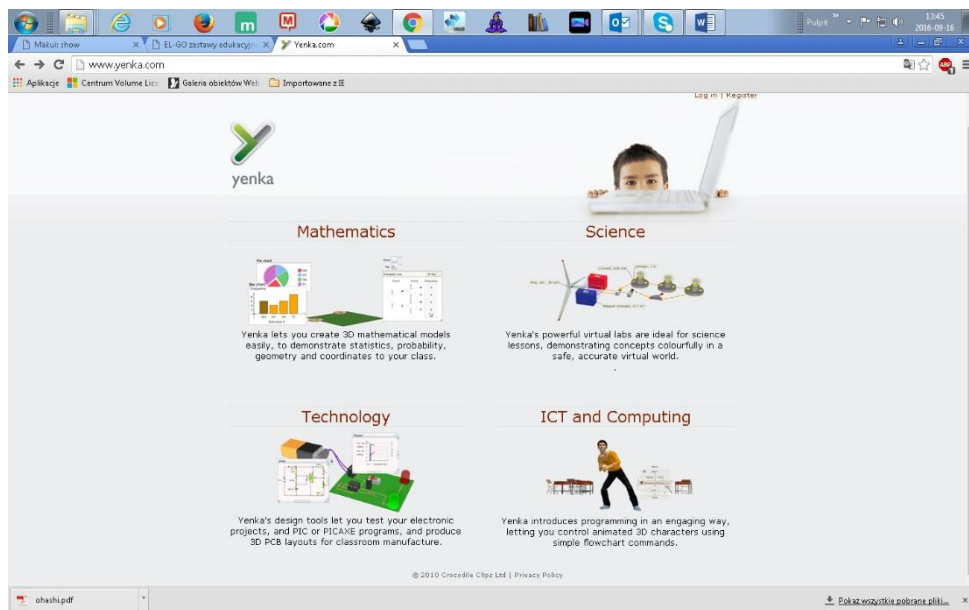 Pulpit
13:45
2016-09-16
Makuit show
EL-GO zestawy edukacyjn
Yenka.com
www.yenka.com
Aplikacje Centrum Volume Lice Galeria obiektów Web Importowane z IE
Log in | Register
yenka
Mathematics
Science
Yenka lets you create 3D mathematical models
easily, to demonstrate statistics, probability,
geometry and coordinates to your class.
Yenka's powerful virtual labs are ideal for science
lessons, demonstrating concepts colourfully in a
safe, accurate virtual world.
Technology
ICT and Computing
Yenka's design tools let you test your electronic
projects, and PIC or PICAXE programs, and produce
3D PCB layouts for classroom manufacture.
Yenka introduces programming in an engaging way,
letting you control animated 3D characters using
simple flowchart commands.
© 2010 Crocodile Clips Ltd | Privacy Policy
ohashi.pdf
Pokaż wszystkie pobrane pliki...